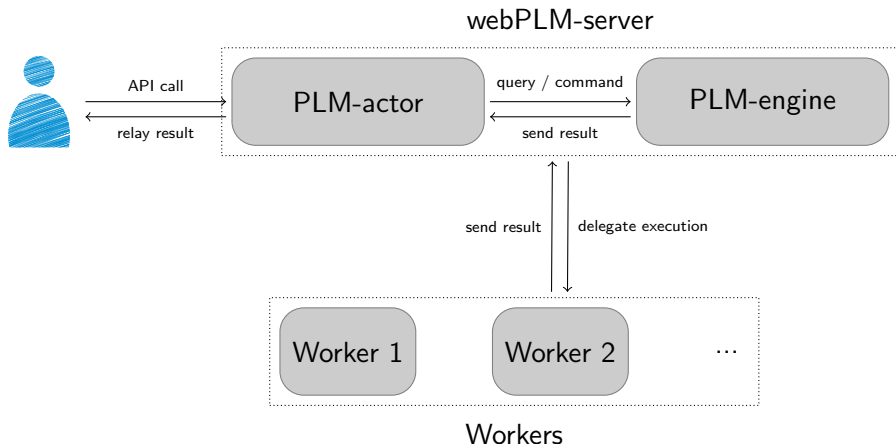 webPLM-server
API call
relay result
PLM-actor
query / command
send result
PLM-engine
send result
delegate execution
Worker 1
Worker 2
...
Workers